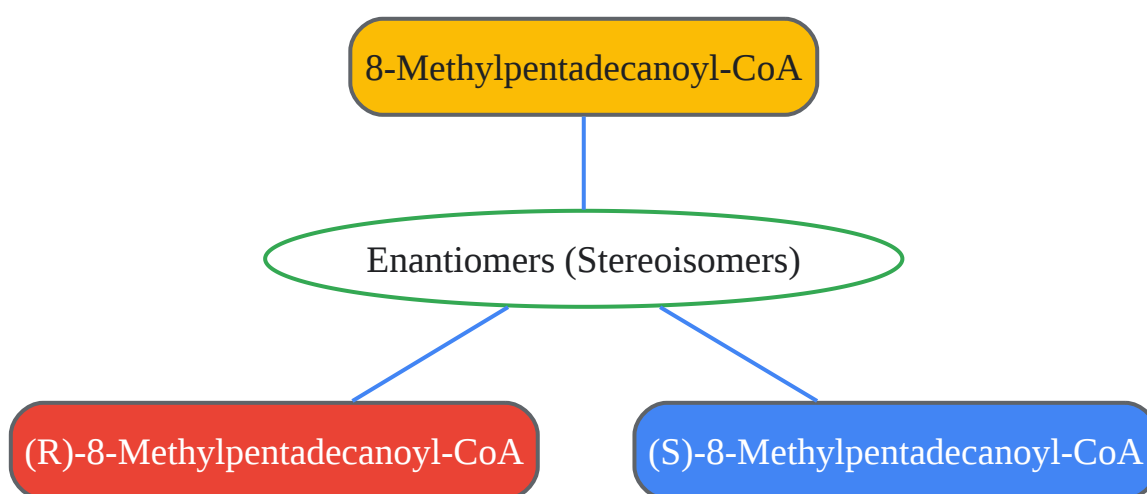 8-Methylpentadecanoyl-CoA
Enantiomers (Stereoisomers)
(R)-8-Methylpentadecanoyl-CoA
(S)-8-Methylpentadecanoyl-CoA